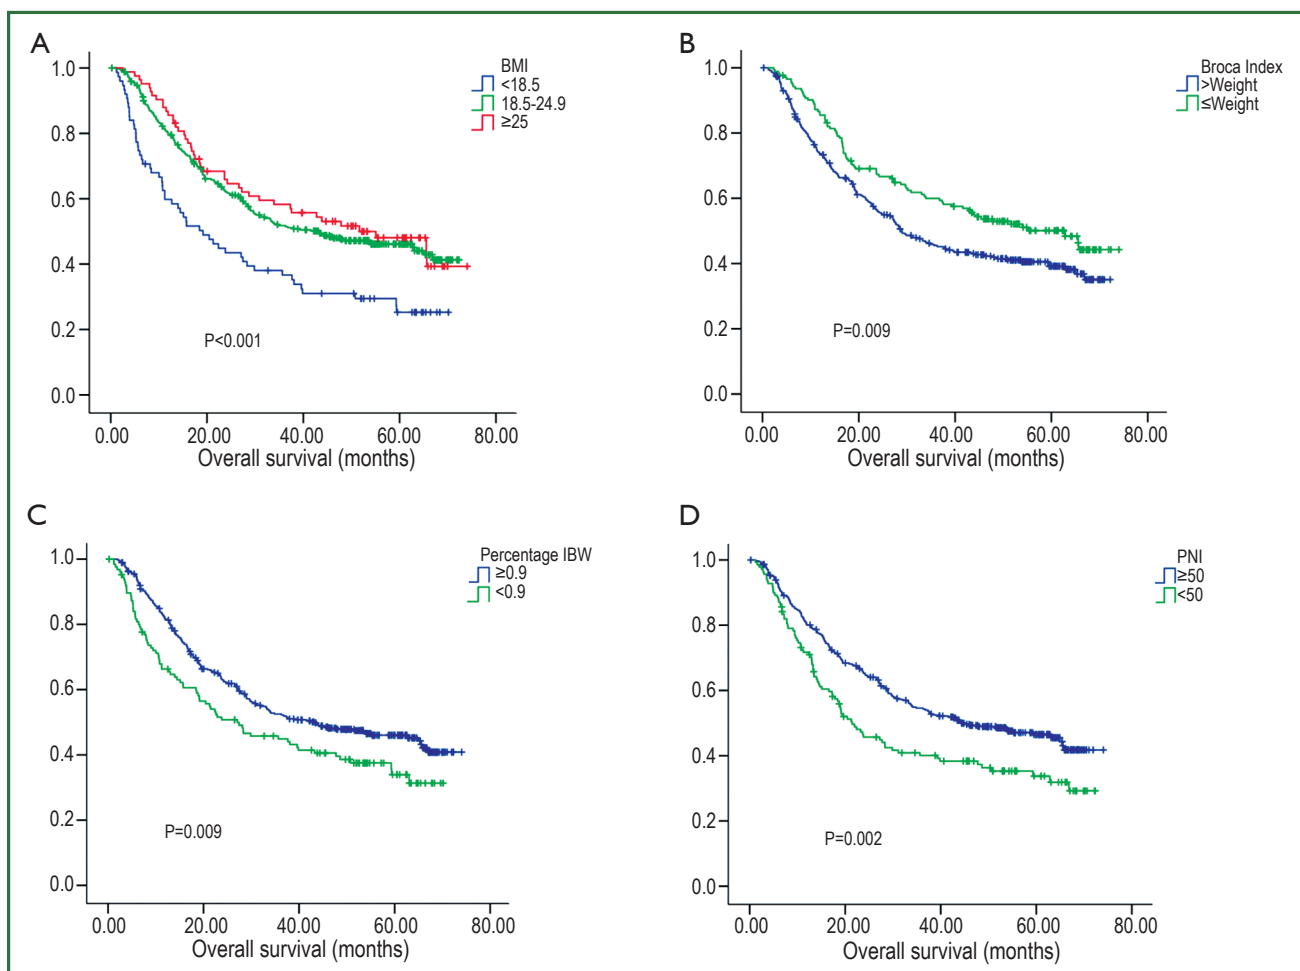 A
BMI
<18.5
18.5-24.9
≥25
1.0
0.8
0.6
0.4
0.2
0.0
P<0.001
0.00 20.00 40.00 60.00 80.00
Overall survival (months)
B
Broca Index
>Weight
≤Weight
1.0
0.8
0.6
0.4
0.2
0.0
P=0.009
0.00 20.00 40.00 60.00 80.00
Overall survival (months)
C
Percentage IBW
≥0.9
<0.9
1.0
0.8
0.6
0.4
0.2
0.0
P=0.009
0.00 20.00 40.00 60.00 80.00
Overall survival (months)
D
PNI
≥50
<50
1.0
0.8
0.6
0.4
0.2
0.0
P=0.002
0.00 20.00 40.00 60.00 80.00
Overall survival (months)